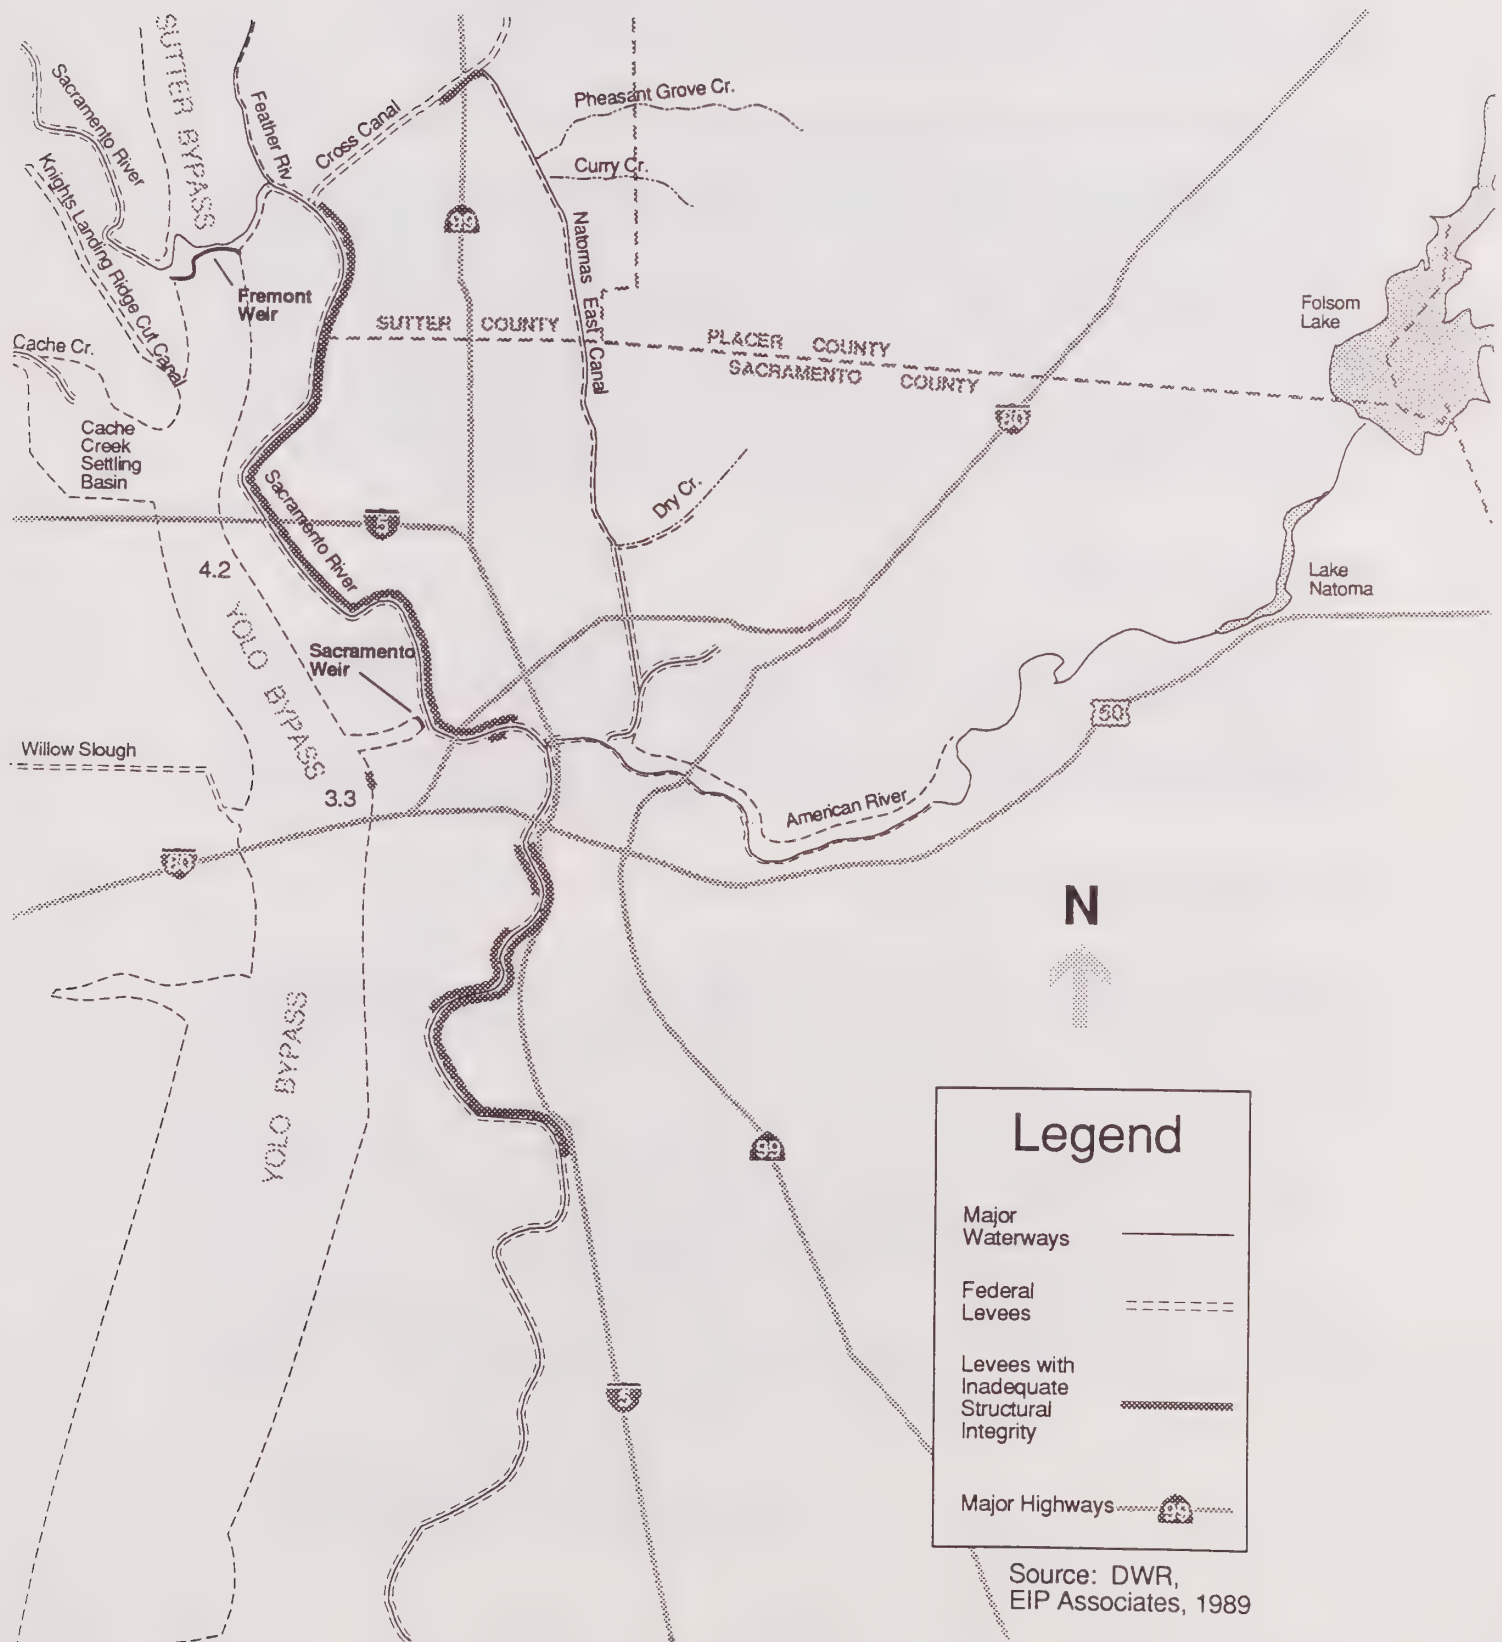 SUTTER BYPASS
Sacramento River
Feather Riv
Cross Canal
Pheasant Grove Cr.
Curry Cr.
Knights Landing Ridge Cut Canal
99
Natomas East Canal
Fremont
Weir
Folsom
Lake
SUTTER COUNTY
PLACER COUNTY
SACRAMENTO COUNTY
Cache Cr.
80
Cache
Creek
Settling
Basin
Sacramento River
Dry Cr.
5
4.2
Lake
Natoma
YOLO BYPASS
Sacramento
Weir
50
Willow Slough
3.3
American River
80
N
YOLO BYPASS
99
5
Legend
Major
Waterways
Federal
Levees
Levees with
Inadequate
Structural
Integrity
Major Highways
99
Source: DWR,
EIP Associates, 1989